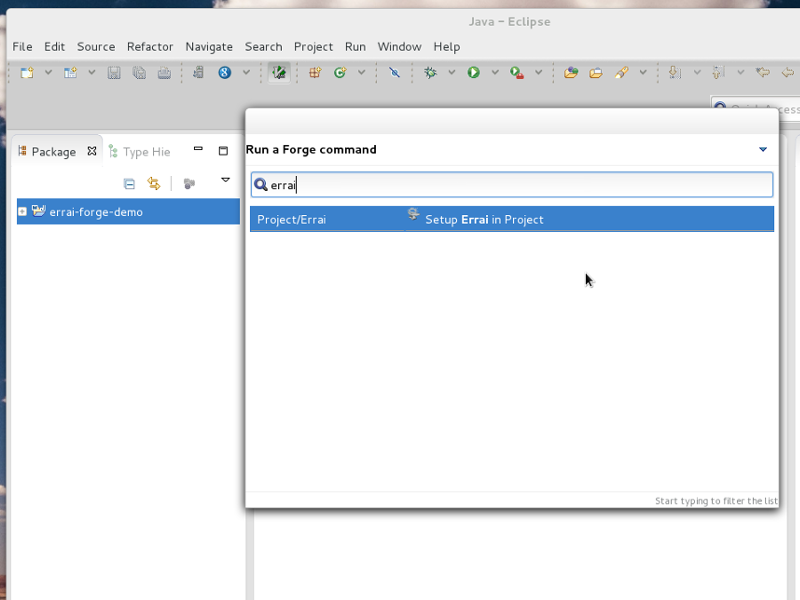 Java – Eclipse
File Edit Source Refactor Navigate Search Project Run Window Help
Package Type Hie
errai-forge-demo
Run a Forge command
errai
Project/Errai Setup Errai in Project
Start typing to filter the list